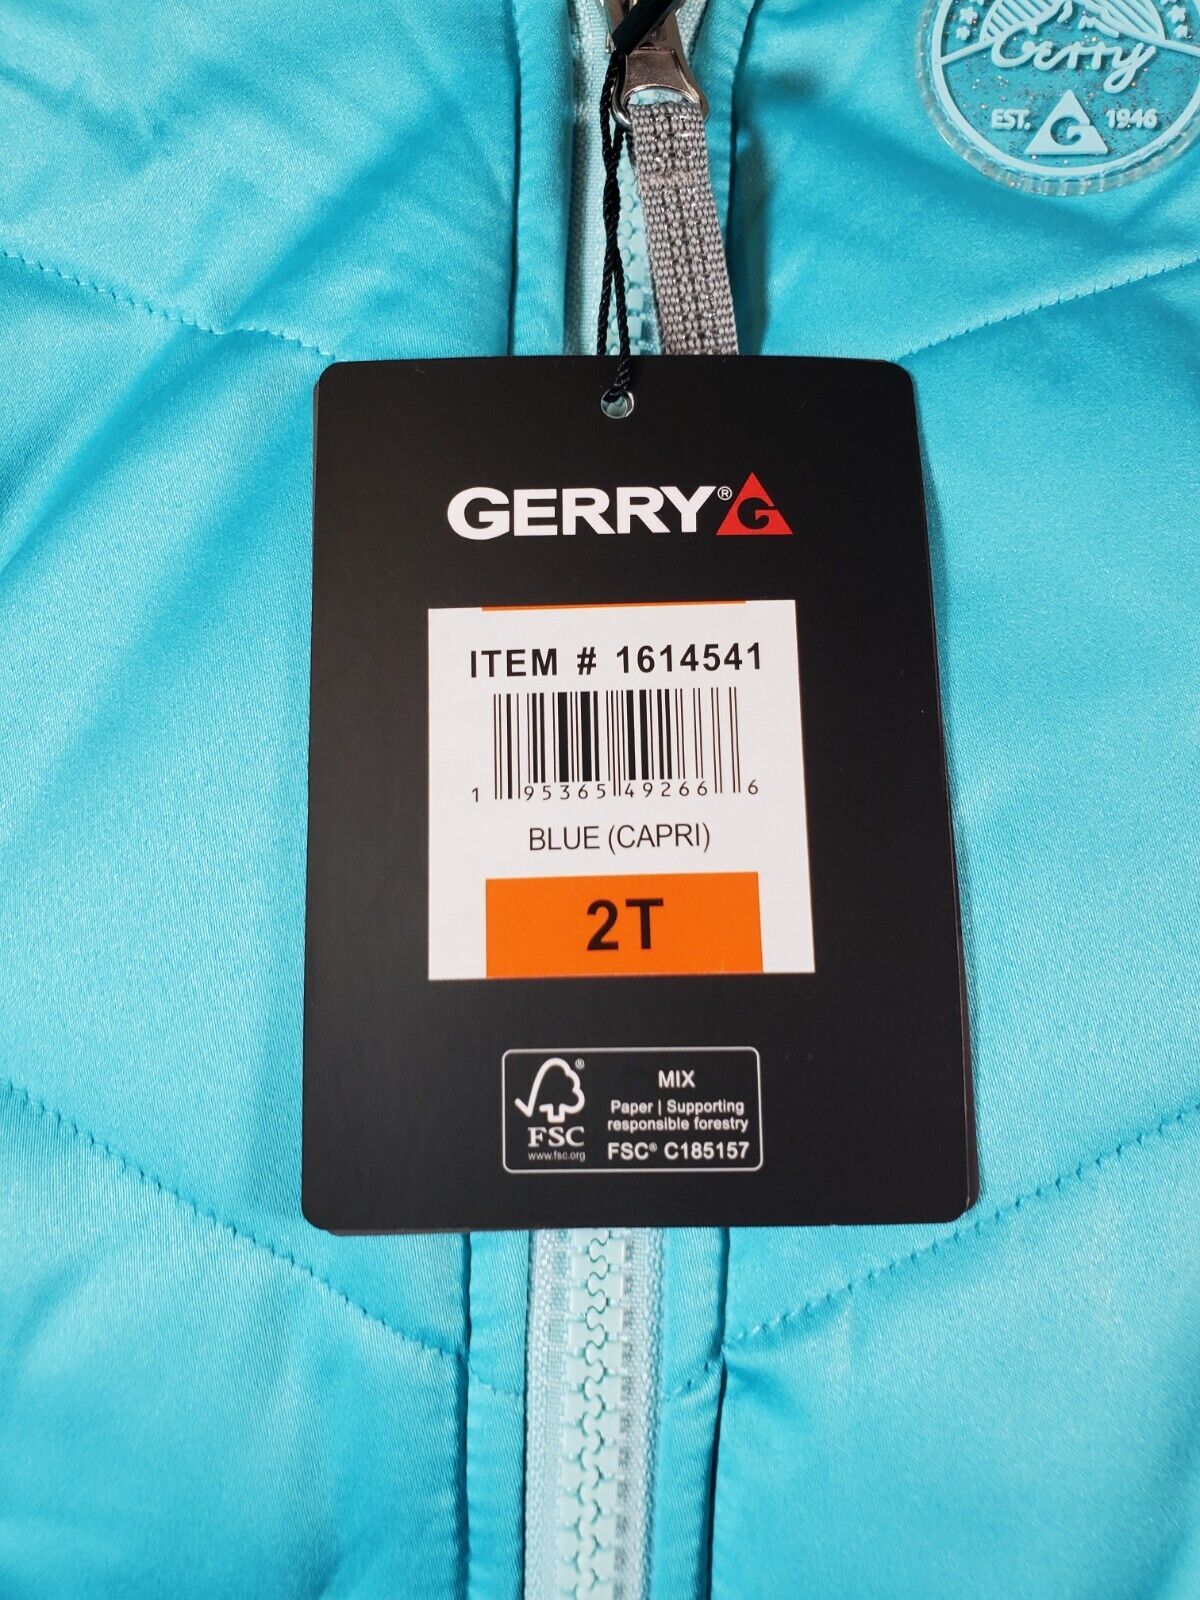 Gerry
EST. G 1946
GERRY® G
ITEM # 1614541
1 95365 49266 6
BLUE (CAPRI)
2T
FSC®
www.fsc.org
MIX
Paper | Supporting
responsible forestry
FSC® C185157